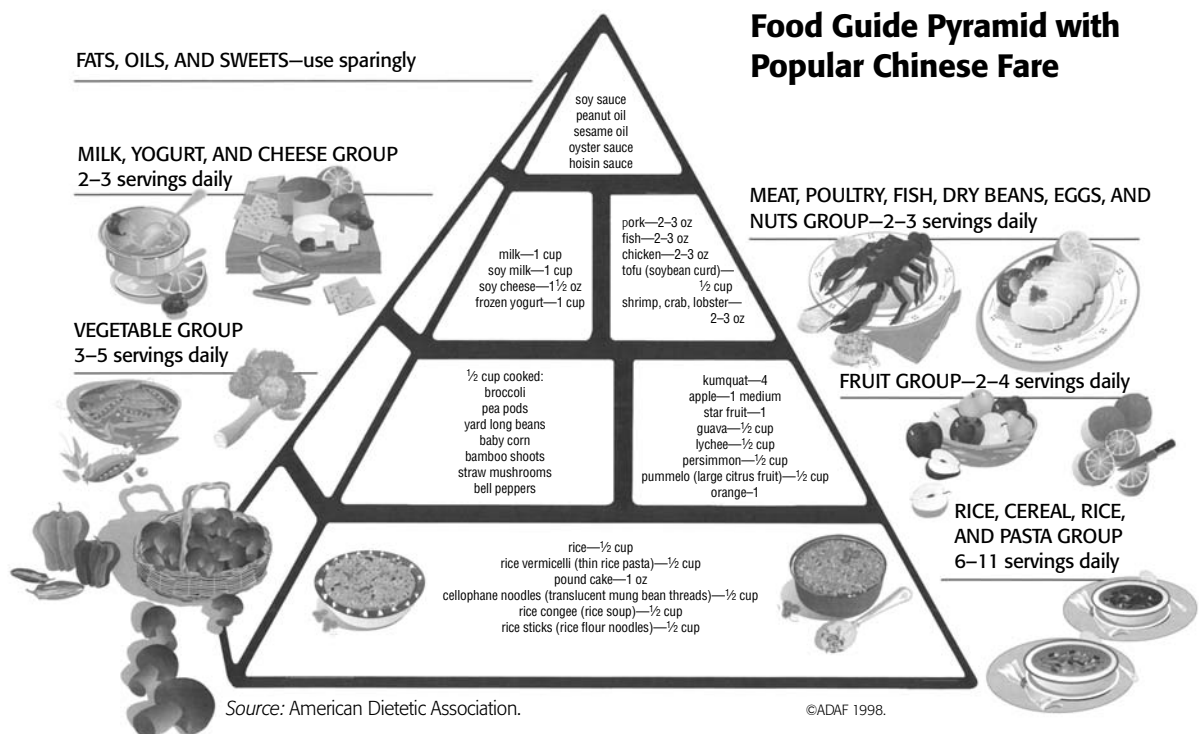 Food Guide Pyramid with
Popular Chinese Fare
FATS, OILS, AND SWEETS—use sparingly
soy sauce
peanut oil
sesame oil
oyster sauce
hoisin sauce
MILK, YOGURT, AND CHEESE GROUP
2–3 servings daily
milk—1 cup
soy milk—1 cup
soy cheese—1½ oz
frozen yogurt—1 cup
MEAT, POULTRY, FISH, DRY BEANS, EGGS, AND
NUTS GROUP—2–3 servings daily
pork—2–3 oz
fish—2–3 oz
chicken—2–3 oz
tofu (soybean curd)—
½ cup
shrimp, crab, lobster—
2–3 oz
VEGETABLE GROUP
3–5 servings daily
½ cup cooked:
broccoli
pea pods
yard long beans
baby corn
bamboo shoots
straw mushrooms
bell peppers
FRUIT GROUP—2–4 servings daily
kumquat—4
apple—1 medium
star fruit—1
guava—½ cup
lychee—½ cup
persimmon—½ cup
pummelo (large citrus fruit)—½ cup
orange–1
RICE, CEREAL, RICE,
AND PASTA GROUP
6–11 servings daily
rice—½ cup
rice vermicelli (thin rice pasta)—½ cup
pound cake—1 oz
cellophane noodles (translucent mung bean threads)—½ cup
rice congee (rice soup)—½ cup
rice sticks (rice flour noodles)—½ cup
Source: American Dietetic Association.
©ADAF 1998.